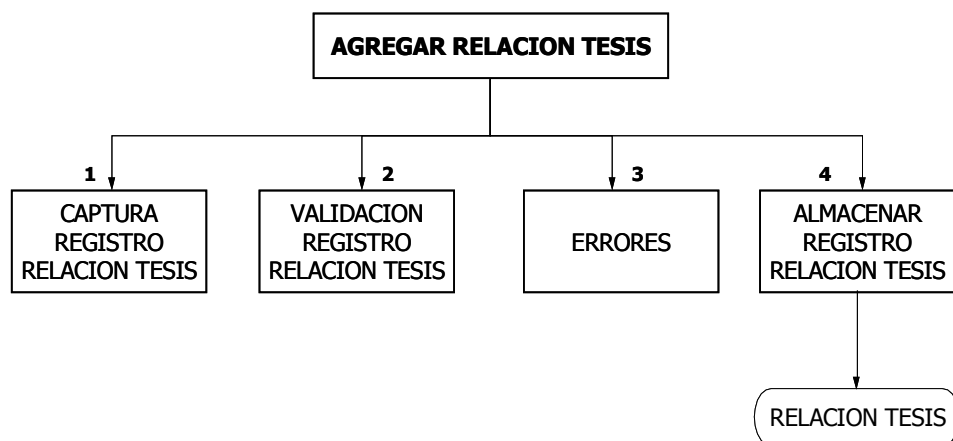 AGREGAR RELACION TESIS
1
2
3
4
CAPTURA
REGISTRO
RELACION TESIS
VALIDACION
REGISTRO
RELACION TESIS
ERRORES
ALMACENAR
REGISTRO
RELACION TESIS
RELACION TESIS